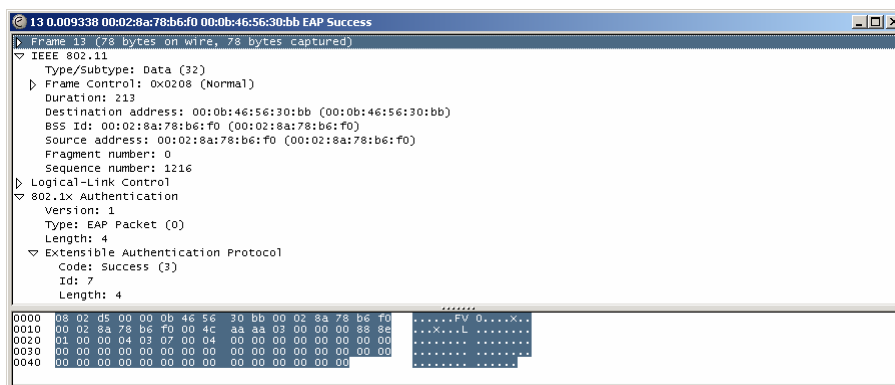 13 0.009338 00:02:8a:78:b6:f0 00:0b:46:56:30:bb EAP Success
Frame 13 (78 bytes on wire, 78 bytes captured)
IEEE 802.11
Type/Subtype: Data (32)
Frame Control: 0x0208 (Normal)
Duration: 213
Destination address: 00:0b:46:56:30:bb (00:0b:46:56:30:bb)
BSS Id: 00:02:8a:78:b6:f0 (00:02:8a:78:b6:f0)
Source address: 00:02:8a:78:b6:f0 (00:02:8a:78:b6:f0)
Fragment number: 0
Sequence number: 1216
Logical-Link Control
802.1x Authentication
Version: 1
Type: EAP Packet (0)
Length: 4
Extensible Authentication Protocol
Code: Success (3)
Id: 7
Length: 4
0000 08 02 d5 00 00 0b 46 56 30 bb 00 02 8a 78 b6 f0 ......FV 0....x..
0010 00 02 8a 78 b6 f0 00 4c aa aa 03 00 00 00 88 8e ...x...L ........
0020 01 00 00 04 03 07 00 04 00 00 00 00 00 00 00 00 ........ ........
0030 00 00 00 00 00 00 00 00 00 00 00 00 00 00 00 00 ........ ........
0040 00 00 00 00 00 00 00 00 00 00 00 00 00 00 ........ ......